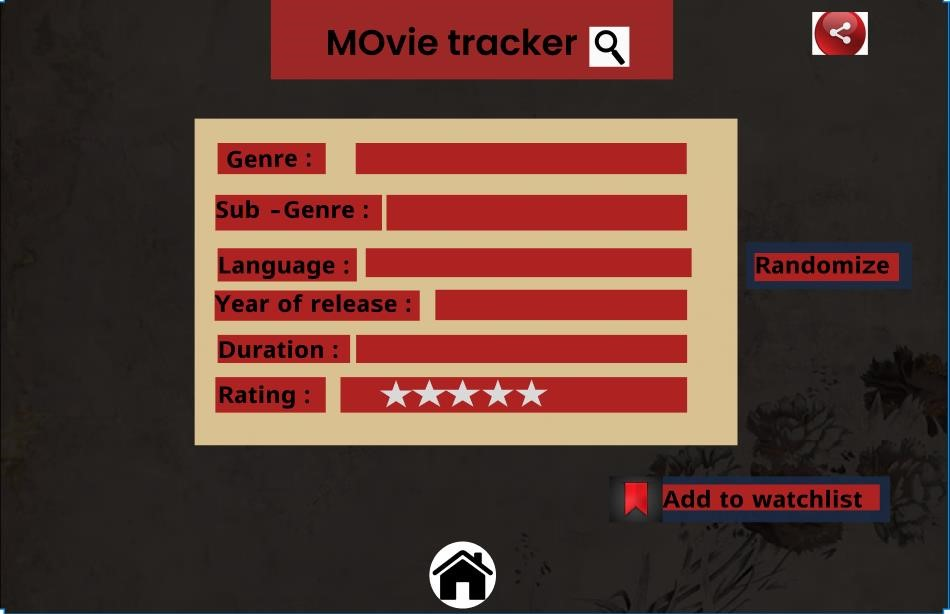 MOvie tracker
Genre :
Sub -Genre :
Language :
Randomize
Year of release :
Duration :
Rating :
Add to watchlist